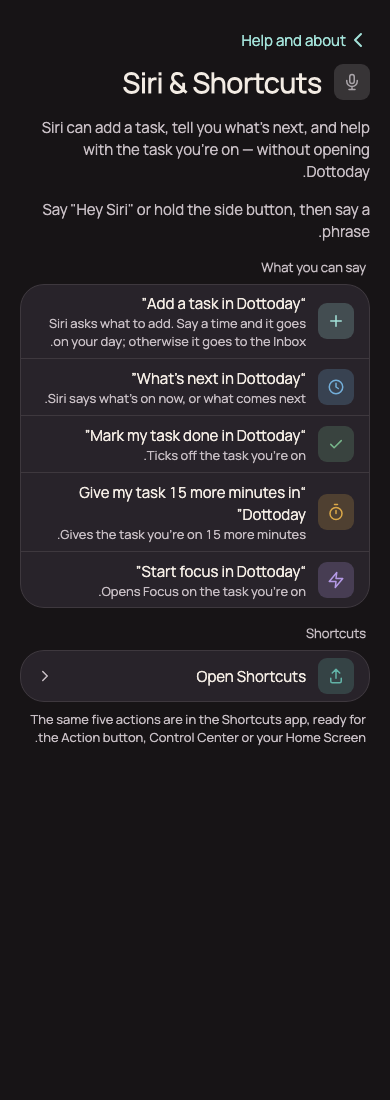 Help and about
Siri & Shortcuts
Siri can add a task, tell you what's next, and help
with the task you're on — without opening
.Dottoday
Say "Hey Siri" or hold the side button, then say a
.phrase
What you can say
"Add a task in Dottoday"
Siri asks what to add. Say a time and it goes
.on your day; otherwise it goes to the Inbox
"What's next in Dottoday"
.Siri says what's on now, or what comes next
"Mark my task done in Dottoday"
.Ticks off the task you're on
Give my task 15 more minutes in"
"Dottoday
.Gives the task you're on 15 more minutes
"Start focus in Dottoday"
.Opens Focus on the task you're on
Shortcuts
Open Shortcuts
The same five actions are in the Shortcuts app, ready for
.the Action button, Control Center or your Home Screen